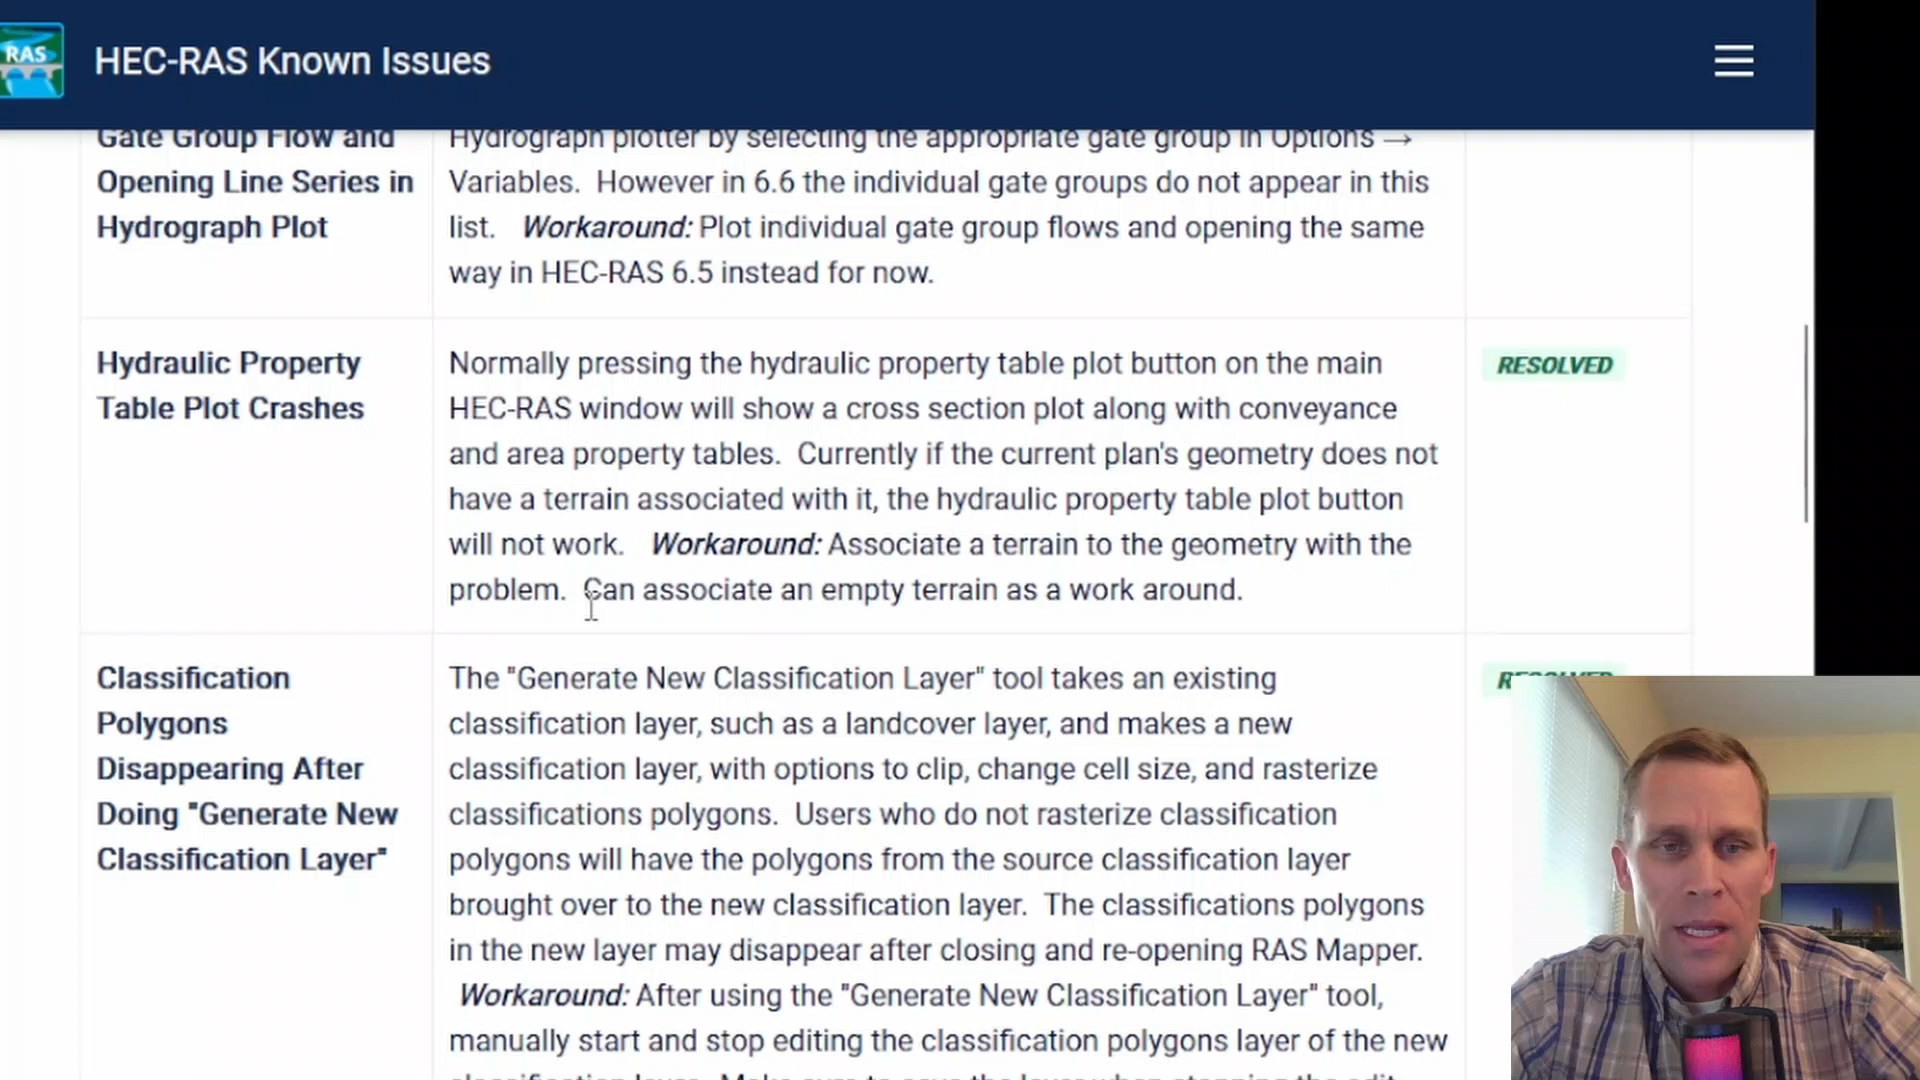 RAS
HEC-RAS Known Issues
Gate Group Flow and
Opening Line Series in
Hydrograph Plot
Hydrograph plotter by selecting the appropriate gate group in Options →
Variables. However in 6.6 the individual gate groups do not appear in this
list. Workaround: Plot individual gate group flows and opening the same
way in HEC-RAS 6.5 instead for now.
Hydraulic Property
Table Plot Crashes
Normally pressing the hydraulic property table plot button on the main
HEC-RAS window will show a cross section plot along with conveyance
and area property tables. Currently if the current plan's geometry does not
have a terrain associated with it, the hydraulic property table plot button
will not work. Workaround: Associate a terrain to the geometry with the
problem. Can associate an empty terrain as a work around.
RESOLVED
Classification
Polygons
Disappearing After
Doing "Generate New
Classification Layer"
The "Generate New Classification Layer" tool takes an existing
classification layer, such as a landcover layer, and makes a new
classification layer, with options to clip, change cell size, and rasterize
classifications polygons. Users who do not rasterize classification
polygons will have the polygons from the source classification layer
brought over to the new classification layer. The classifications polygons
in the new layer may disappear after closing and re-opening RAS Mapper.
Workaround: After using the "Generate New Classification Layer" tool,
manually start and stop editing the classification polygons layer of the new
RESOLVED